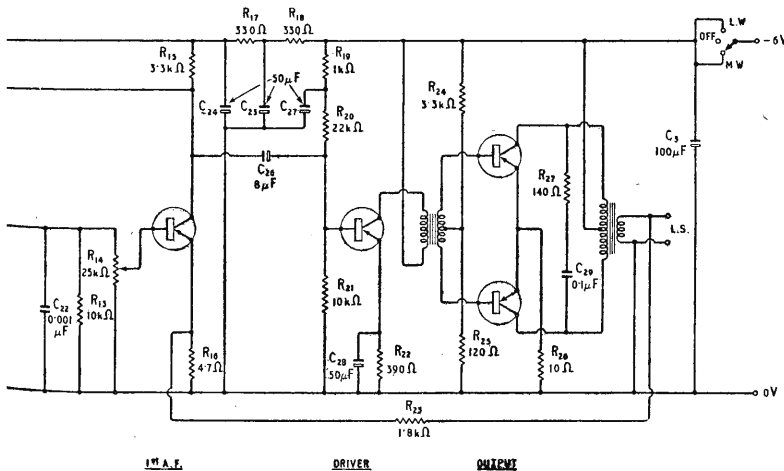 R17
330Ω
R18
330Ω
L.W
OFF
M.W
-6V
R15
3·3kΩ
R19
1kΩ
50μF
C24
C25
C27
R20
22kΩ
R24
3·3kΩ
C3
100μF
C26
8μF
R27
140Ω
L.S.
R14
25kΩ
C22
0·001
μF
R13
10kΩ
R21
10kΩ
C29
0·1μF
R16
4·7Ω
C28
50μF
R22
390Ω
R25
120Ω
R26
10Ω
0V
R23
1·8kΩ
1ST A.F.
DRIVER
OUTPUT